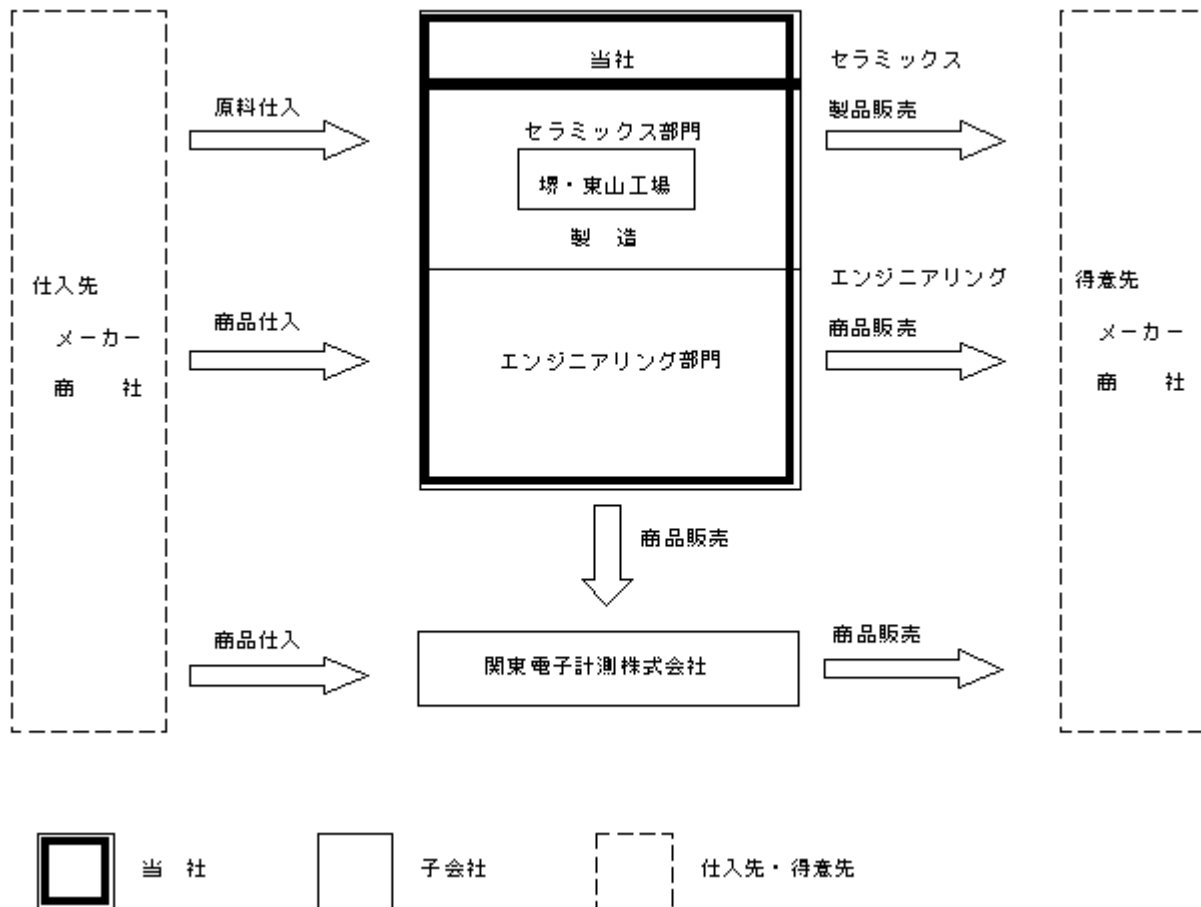 当社
セラミックス
原料仕入
製品販売
セラミックス部門
堺・東山工場
製　造
仕入先
エンジニアリング
得意先
商品仕入
商品販売
メーカー
メーカー
エンジニアリング部門
商　　社
商　　社
商品販売
商品仕入
商品販売
関東電子計測株式会社
当　社
子会社
仕入先・得意先